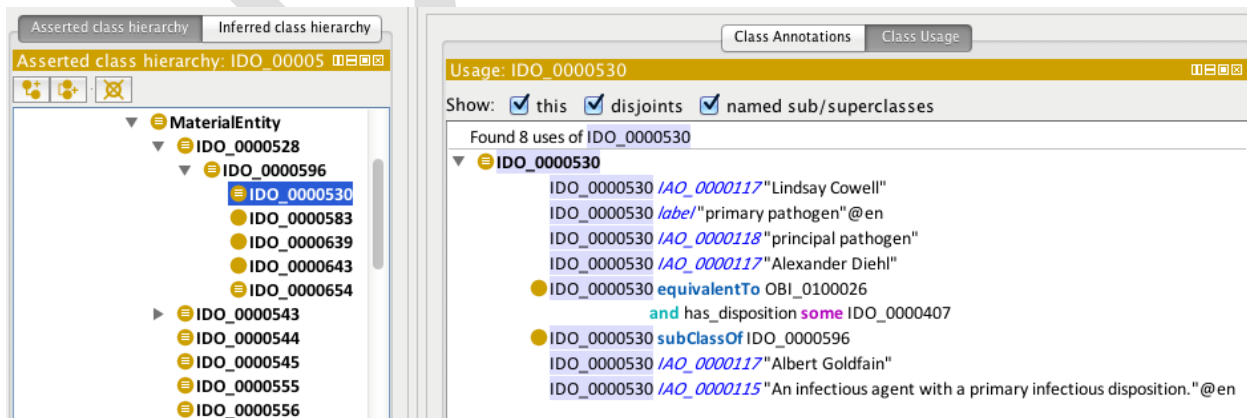 Asserted class hierarchy Inferred class hierarchy
Asserted class hierarchy: IDO_00005
MaterialEntity
IDO_0000528
IDO_0000596
IDO_0000530
IDO_0000583
IDO_0000639
IDO_0000643
IDO_0000654
IDO_0000543
IDO_0000544
IDO_0000545
IDO_0000555
IDO_0000556
Class Annotations Class Usage
Usage: IDO_0000530
Show: this disjoints named sub/superclasses
Found 8 uses of IDO_0000530
IDO_0000530
IDO_0000530 IAO_0000117 "Lindsay Cowell"
IDO_0000530 label "primary pathogen"@en
IDO_0000530 IAO_0000118 "principal pathogen"
IDO_0000530 IAO_0000117 "Alexander Diehl"
IDO_0000530 equivalentTo OBI_0100026
and has_disposition some IDO_0000407
IDO_0000530 subClassOf IDO_0000596
IDO_0000530 IAO_0000117 "Albert Goldfain"
IDO_0000530 IAO_0000115 "An infectious agent with a primary infectious disposition."@en